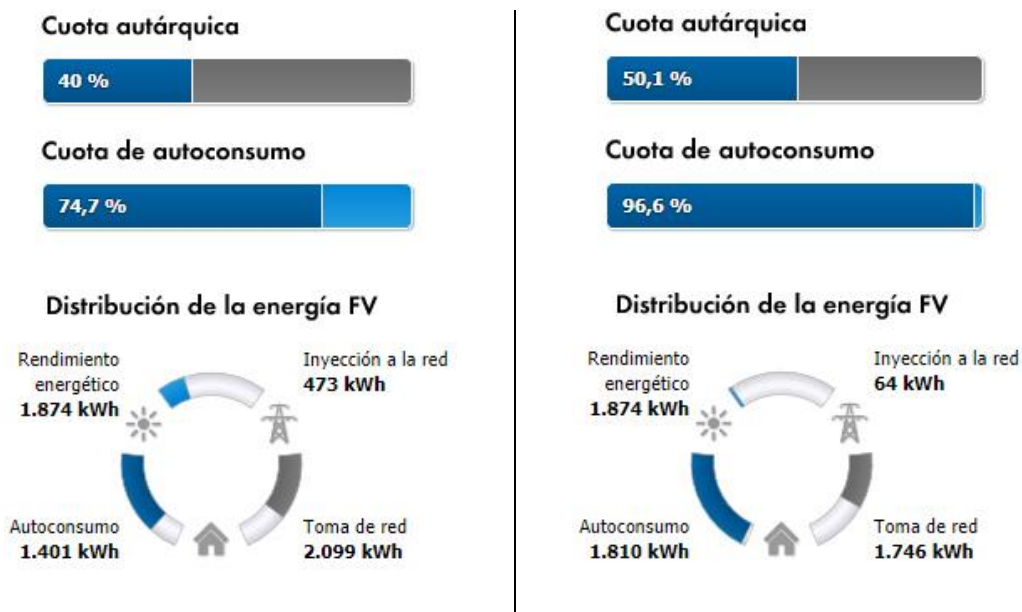 Cuota autárquica
40 %
Cuota de autoconsumo
74,7 %
Distribución de la energía FV
Rendimiento
energético
1.874 kWh
Inyección a la red
473 kWh
Autoconsumo
1.401 kWh
Toma de red
2.099 kWh
Cuota autárquica
50,1 %
Cuota de autoconsumo
96,6 %
Distribución de la energía FV
Rendimiento
energético
1.874 kWh
Inyección a la red
64 kWh
Autoconsumo
1.810 kWh
Toma de red
1.746 kWh